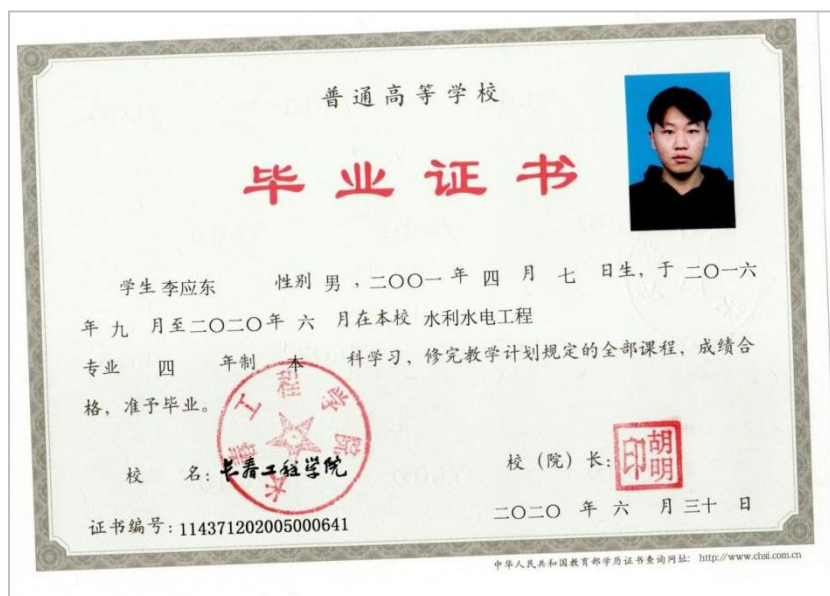 普通高等学校
毕业证书
学生 李应东 性别 男，二〇〇一 年 四 月 七 日生，于 二〇一六
年 九 月至二〇二〇年 六 月在本校 水利水电工程
专业 四 年制 本 科学习，修完教学计划规定的全部课程，成绩合
格，准予毕业。
长春工程学院
校 名：长春工程学院
校（院）长：
胡明印
证书编号：114371202005000641
二〇二〇 年 六 月 三十 日
中华人民共和国教育部学历证书查询网址： http://www.chsi.com.cn